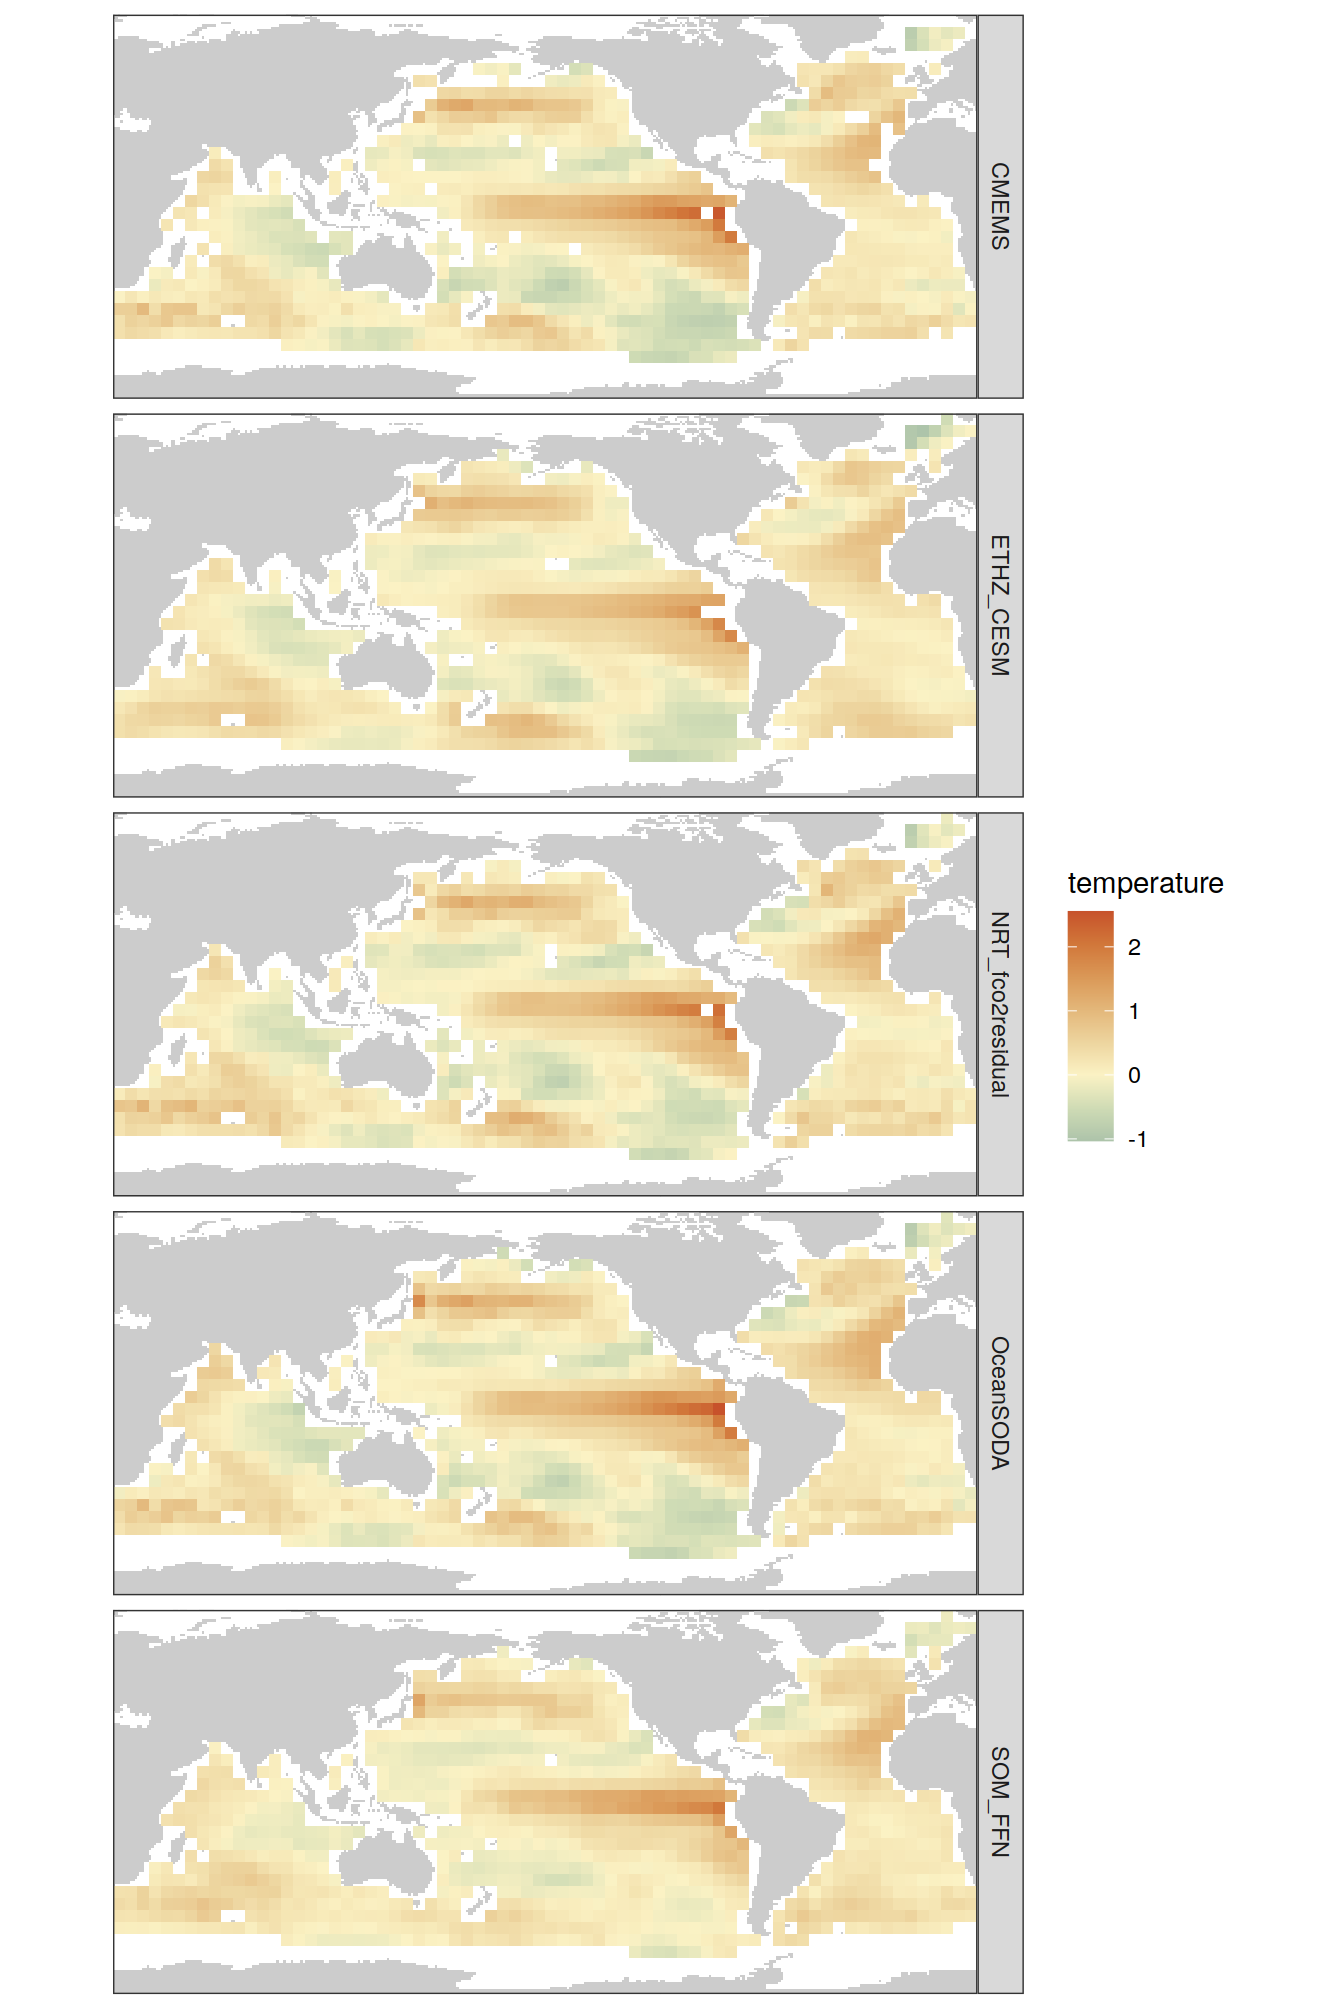 CMEMS
ETHZ_CESM
NRT_fco2residual
OceanSODA
SOM_FFN
temperature
2
1
0
-1